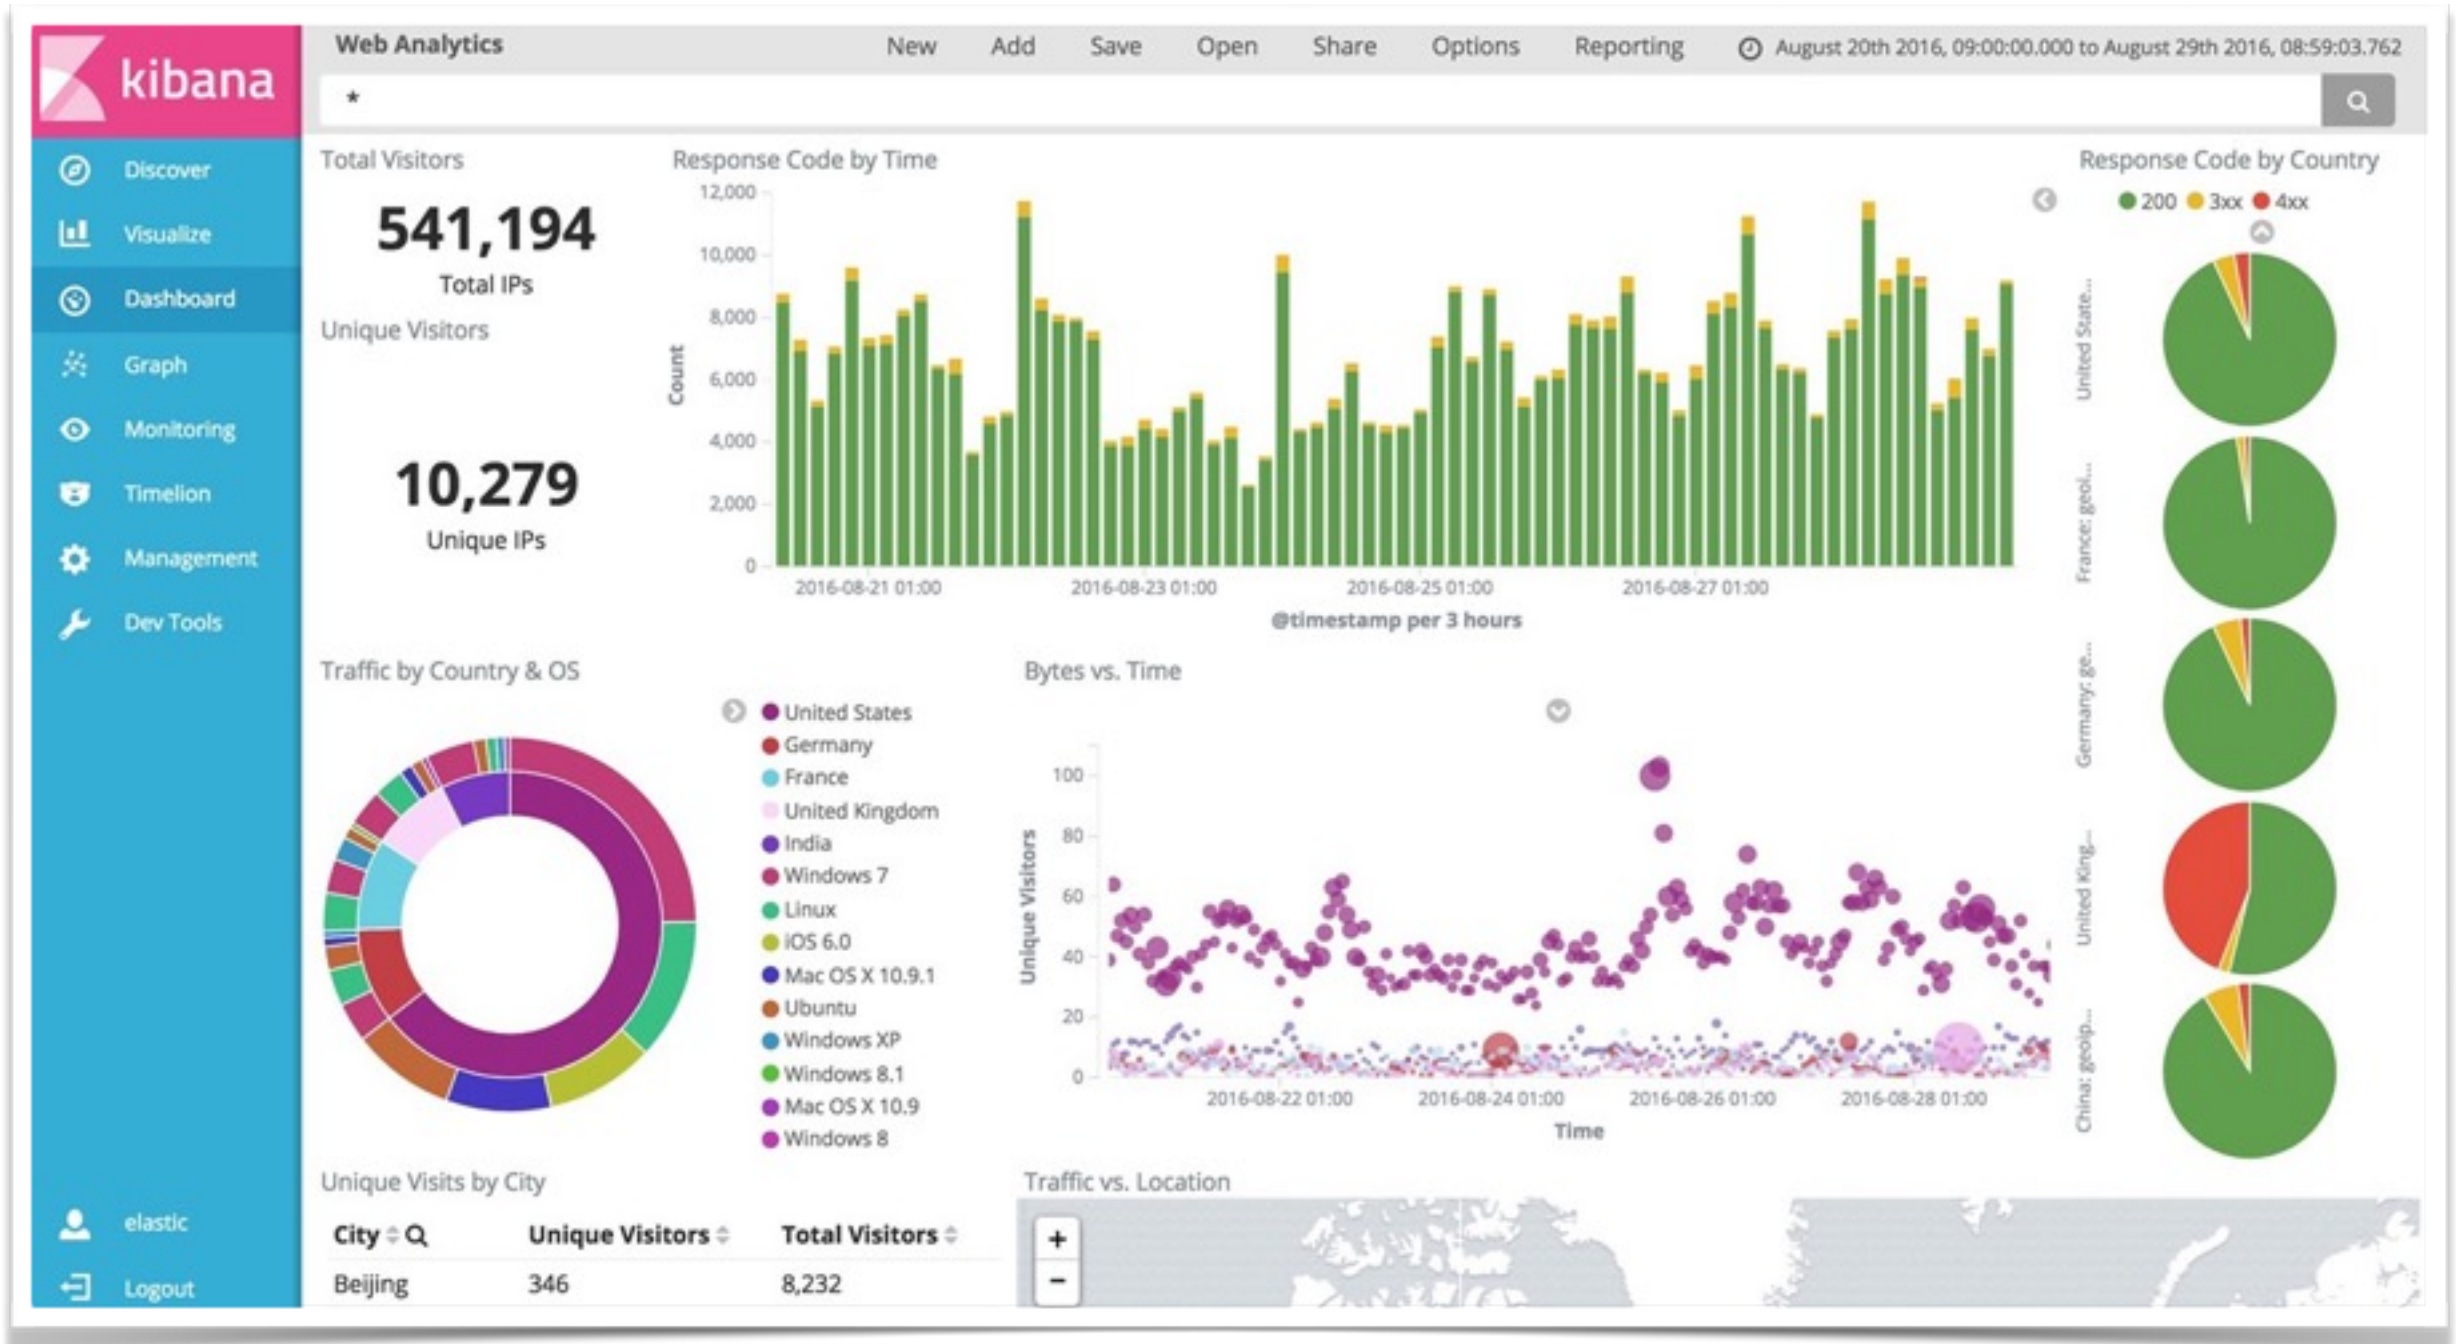 kibana
Web Analytics
New Add Save Open Share Options Reporting August 20th 2016, 09:00:00.000 to August 29th 2016, 08:59:03.762
*
Discover
Visualize
Dashboard
Graph
Monitoring
Timelion
Management
Dev Tools
elastic
Logout
Total Visitors
541,194
Total IPs
Unique Visitors
10,279
Unique IPs
Response Code by Time
12,000
10,000
8,000
6,000
4,000
2,000
0
Count
2016-08-21 01:00 2016-08-23 01:00 2016-08-25 01:00 2016-08-27 01:00
@timestamp per 3 hours
Response Code by Country
200 3xx 4xx
United State...
France: geoi...
Germany: ge...
United King...
China: geoip...
Traffic by Country & OS
United States
Germany
France
United Kingdom
India
Windows 7
Linux
iOS 6.0
Mac OS X 10.9.1
Ubuntu
Windows XP
Windows 8.1
Mac OS X 10.9
Windows 8
Bytes vs. Time
100
80
60
40
20
0
Unique Visitors
2016-08-22 01:00 2016-08-24 01:00 2016-08-26 01:00 2016-08-28 01:00
Time
Unique Visits by City
City Unique Visitors Total Visitors
Beijing 346 8,232
Traffic vs. Location
+
−